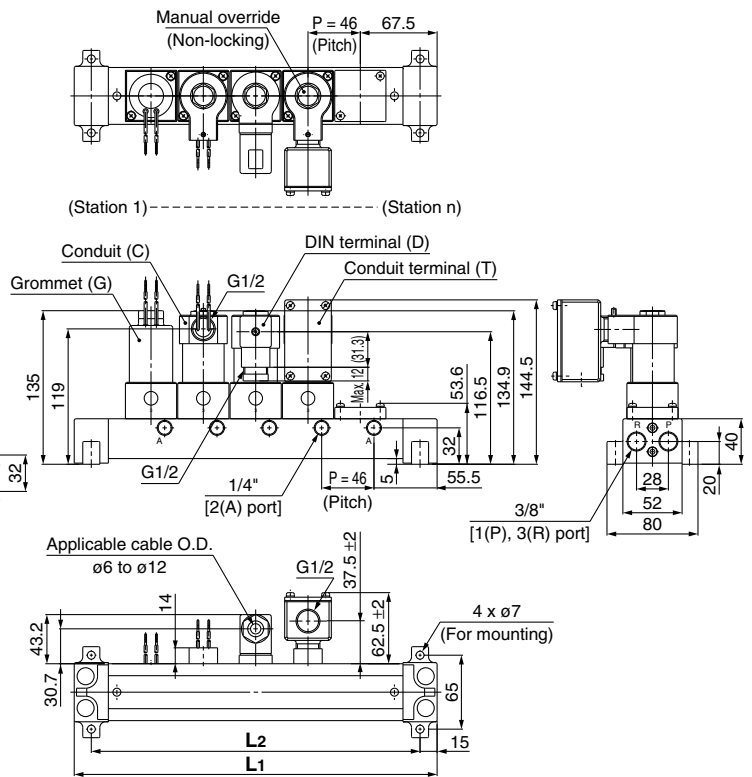 Manual override
(Non-locking)
P = 46
(Pitch)
67.5
(Station 1)
(Station n)
Conduit (C)
DIN terminal (D)
Grommet (G)
G1/2
Conduit terminal (T)
135
119
Max. 12
(31.3)
53.6
116.5
134.9
144.5
A
A
32
5
G1/2
1/4"
[2(A) port]
P = 46
(Pitch)
55.5
32
R
P
40
20
28
52
80
3/8"
[1(P), 3(R) port]
Applicable cable O.D.
ø6 to ø12
G1/2
37.5 ±2
62.5 ±2
14
43.2
30.7
4 x ø7
(For mounting)
65
15
L2
L1